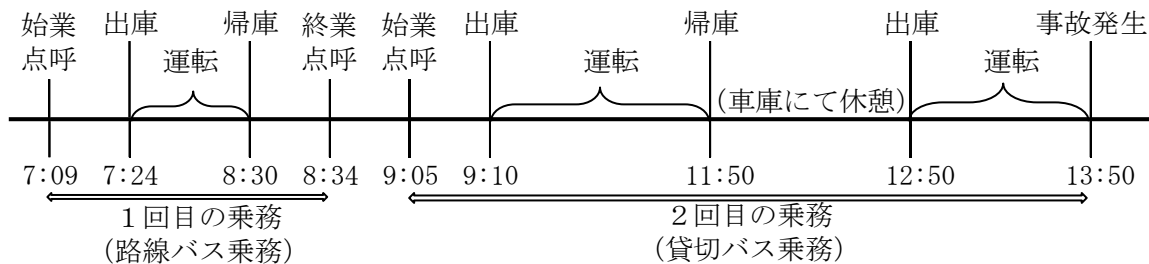 始業 出庫 帰庫 終業 始業 出庫 帰庫 出庫 事故発生
点呼 点呼 点呼
運転 運転 運転
(車庫にて休憩)
7:09 7:24 8:30 8:34 9:05 9:10 11:50 12:50 13:50
1回目の乗務 2回目の乗務
(路線バス乗務) (貸切バス乗務)